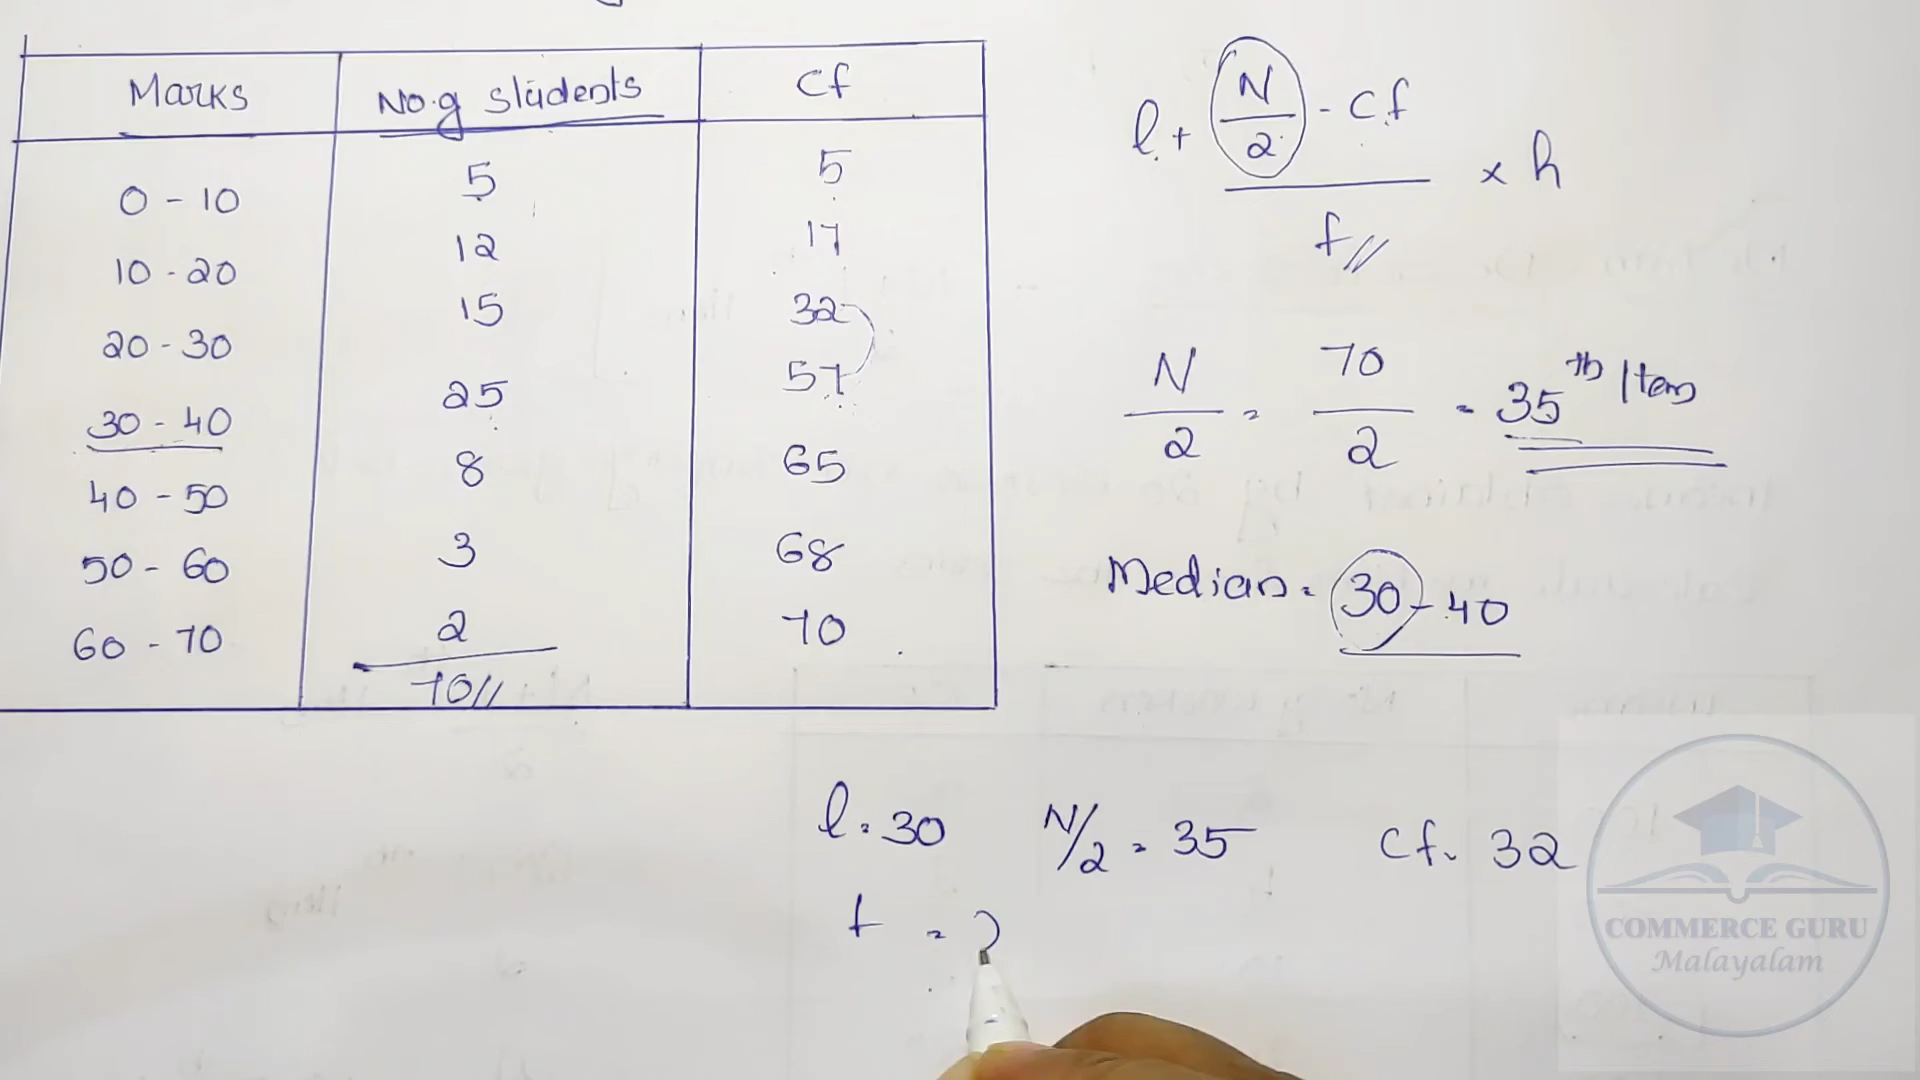 Marks No.g students Cf
0 - 10 5 5
10 - 20 12 17
20 - 30 15 32
30 - 40 25 57
40 - 50 8 65
50 - 60 3 68
60 - 70 2 70
70//
l + N/2 - Cf / f// × h
N/2 = 70/2 = 35th Item
Median = 30 - 40
l = 30 N/2 = 35 Cf = 32
f =
COMMERCE GURU
Malayalam